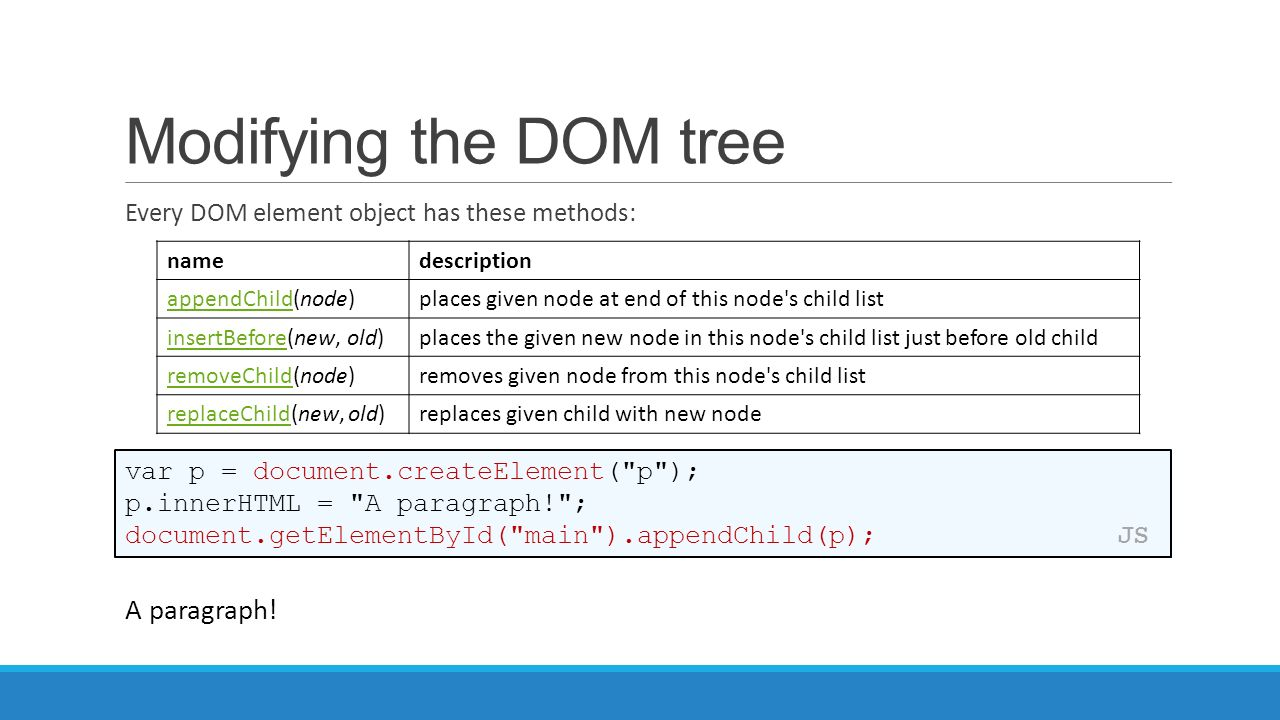 Modifying the DOM tree
Every DOM element object has these methods:
name description
appendChild(node) places given node at end of this node's child list
insertBefore(new, old) places the given new node in this node's child list just before old child
removeChild(node) removes given node from this node's child list
replaceChild(new, old) replaces given child with new node
var p = document.createElement("p");
p.innerHTML = "A paragraph!";
document.getElementById("main").appendChild(p); JS
A paragraph!